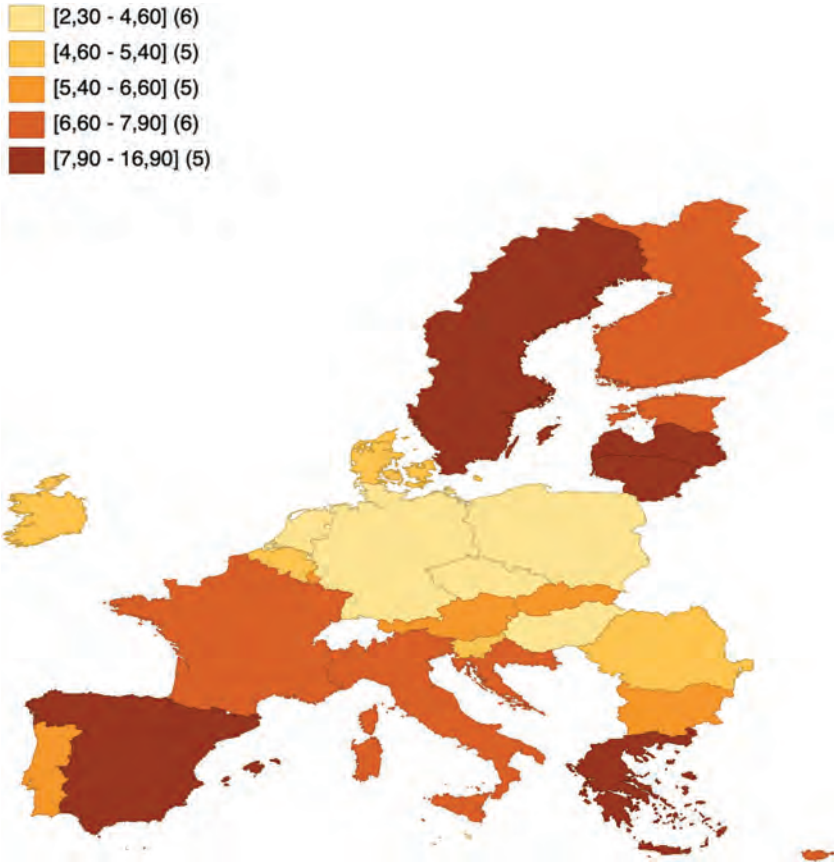 [2,30 - 4,60] (6)
[4,60 - 5,40] (5)
[5,40 - 6,60] (5)
[6,60 - 7,90] (6)
[7,90 - 16,90] (5)